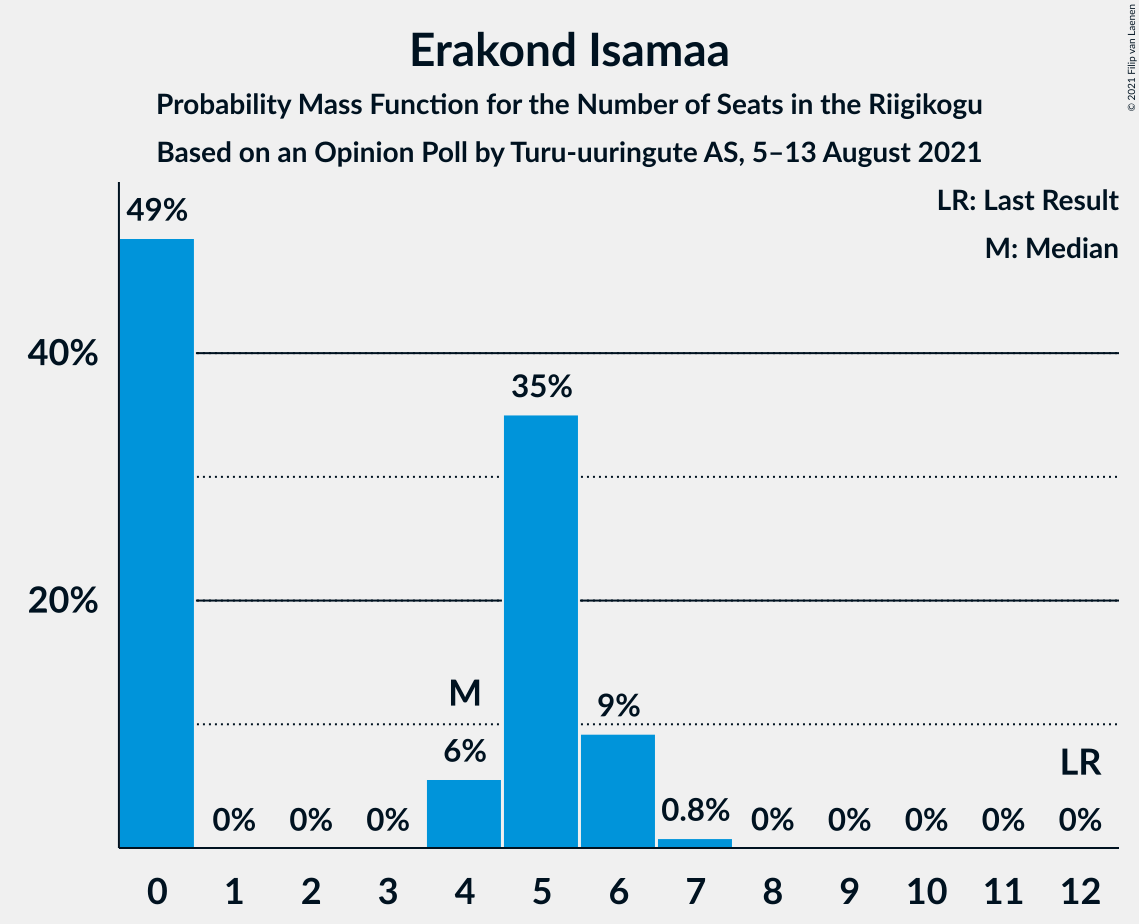 Erakond Isamaa
Probability Mass Function for the Number of Seats in the Riigikogu
Based on an Opinion Poll by Turu-uuringute AS, 5–13 August 2021
© 2021 Filip van Laenen
LR: Last Result
M: Median
49%
40%
35%
20%
M
9%
6%
LR
0.8%
0% 0% 0% 0% 0% 0% 0% 0%
0 1 2 3 4 5 6 7 8 9 10 11 12